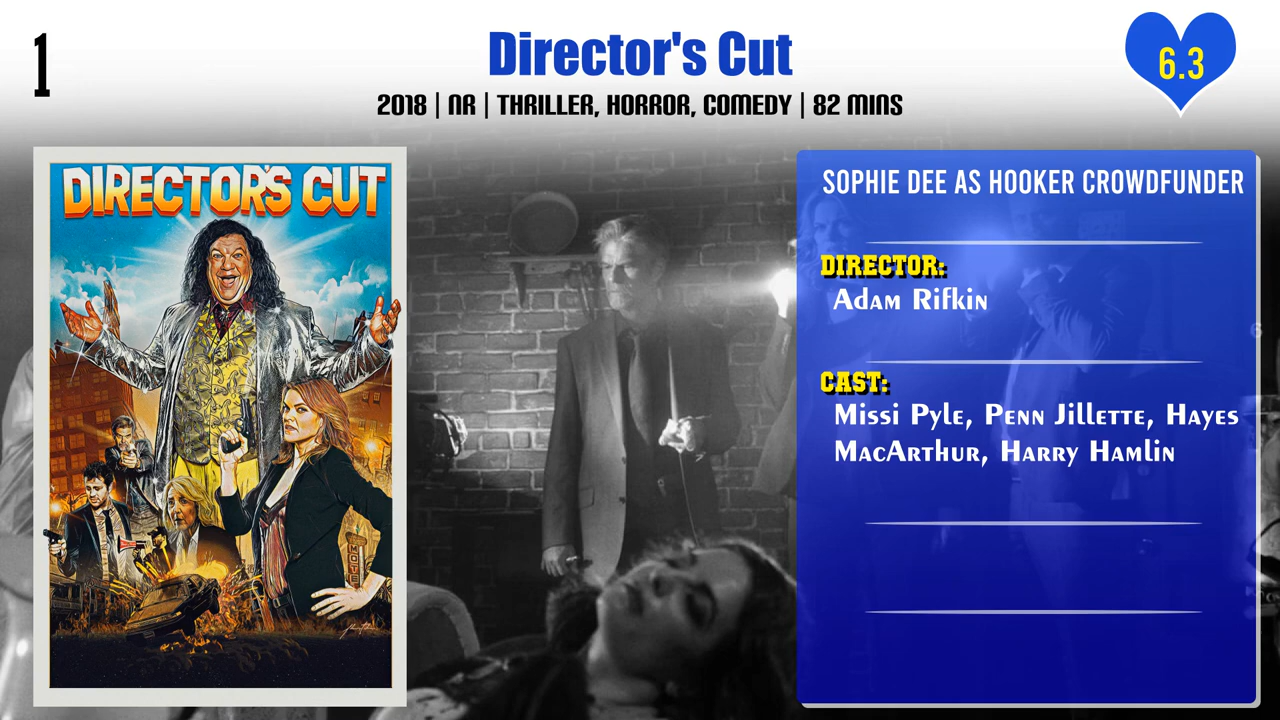 1
Director's Cut
6.3
2018 | NR | THRILLER, HORROR, COMEDY | 82 MINS
DIRECTOR'S CUT
MOTE
SOPHIE DEE AS HOOKER CROWDFUNDER
DIRECTOR:
Adam Rifkin
CAST:
Missi Pyle, Penn Jillette, Hayes
MacArthur, Harry Hamlin